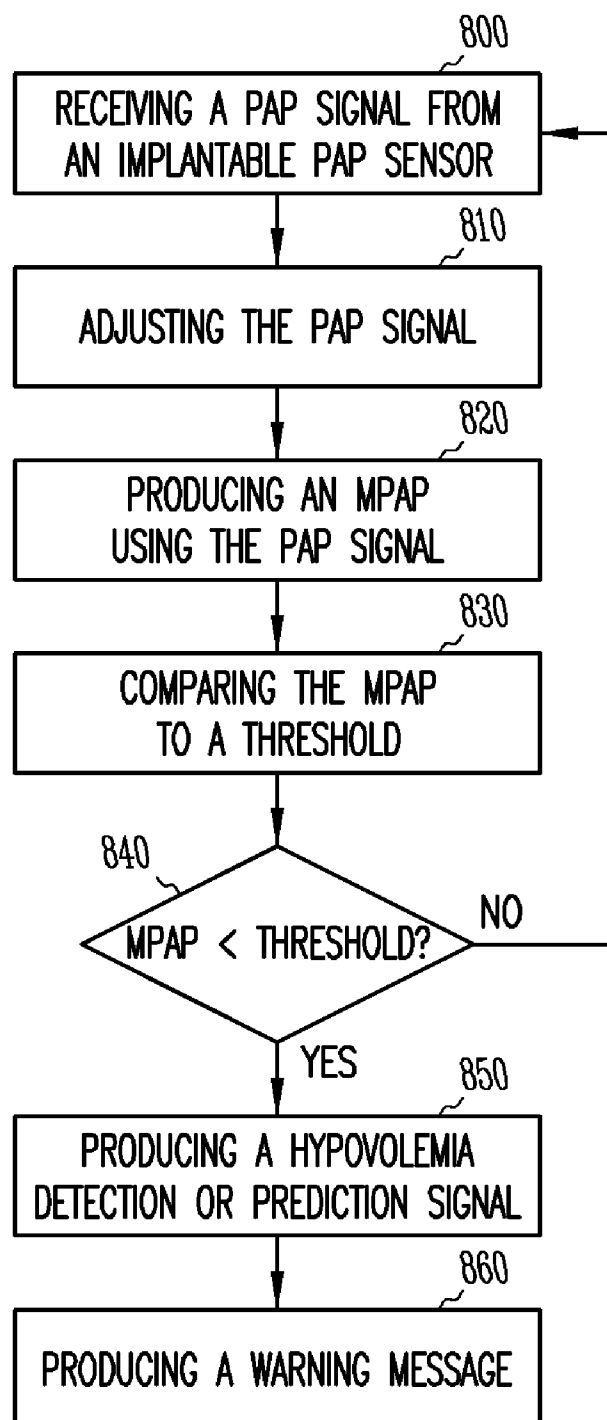 800
RECEIVING A PAP SIGNAL FROM
AN IMPLANTABLE PAP SENSOR
810
ADJUSTING THE PAP SIGNAL
820
PRODUCING AN MPAP
USING THE PAP SIGNAL
830
COMPARING THE MPAP
TO A THRESHOLD
840
MPAP < THRESHOLD?
NO
YES
850
PRODUCING A HYPOVOLEMIA
DETECTION OR PREDICTION SIGNAL
860
PRODUCING A WARNING MESSAGE